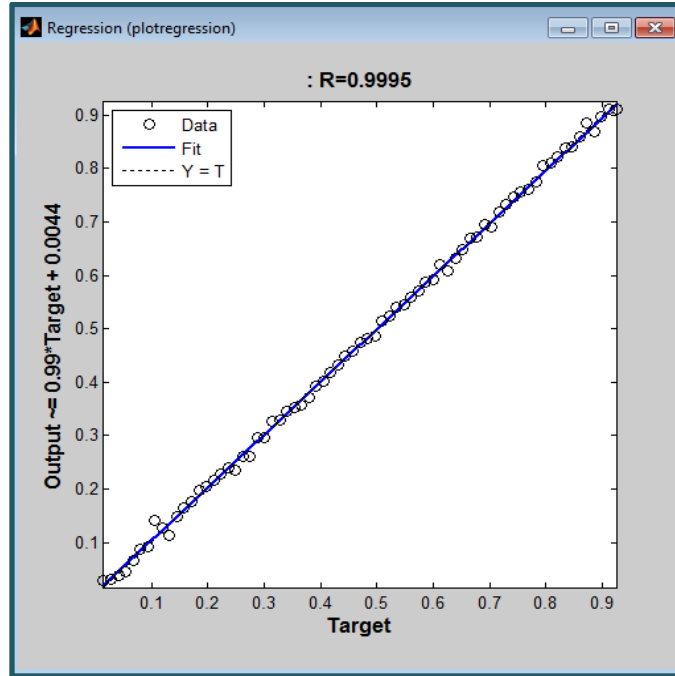 Regression (plotregression)
: R=0.9995
Data
Fit
Y = T
Output ~= 0.99*Target + 0.0044
0.9
0.8
0.7
0.6
0.5
0.4
0.3
0.2
0.1
0.1 0.2 0.3 0.4 0.5 0.6 0.7 0.8 0.9
Target